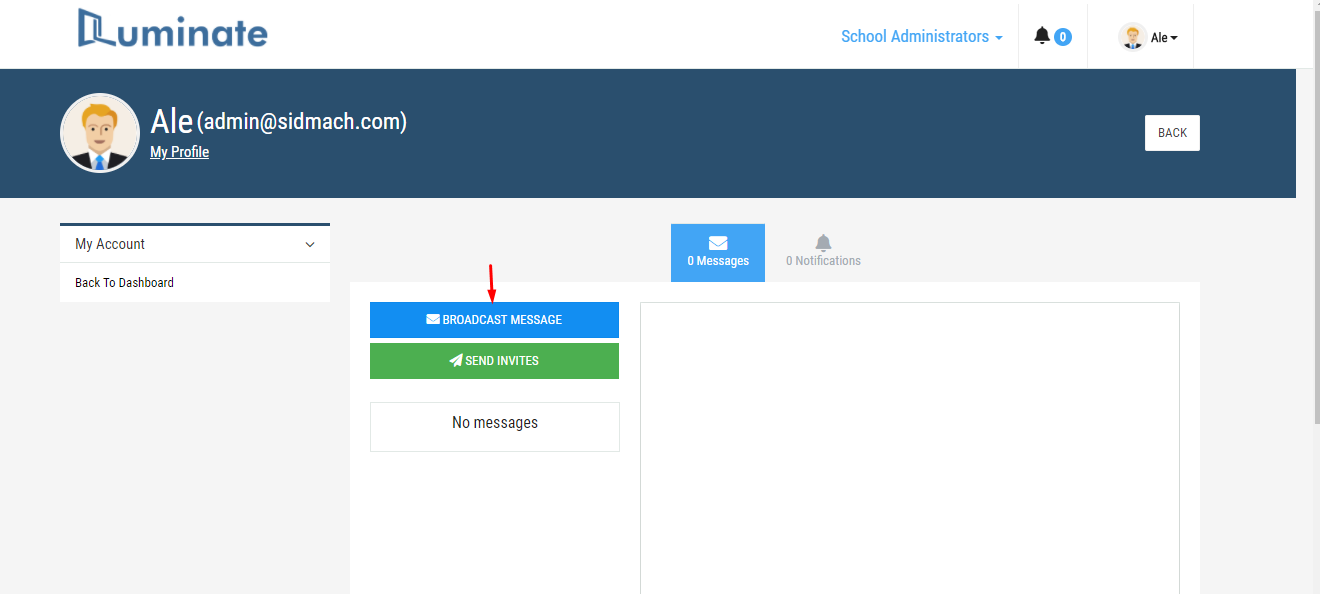 Iluminate
School Administrators
0
Ale
Ale (admin@sidmach.com)
My Profile
BACK
My Account
Back To Dashboard
0 Messages
0 Notifications
BROADCAST MESSAGE
SEND INVITES
No messages